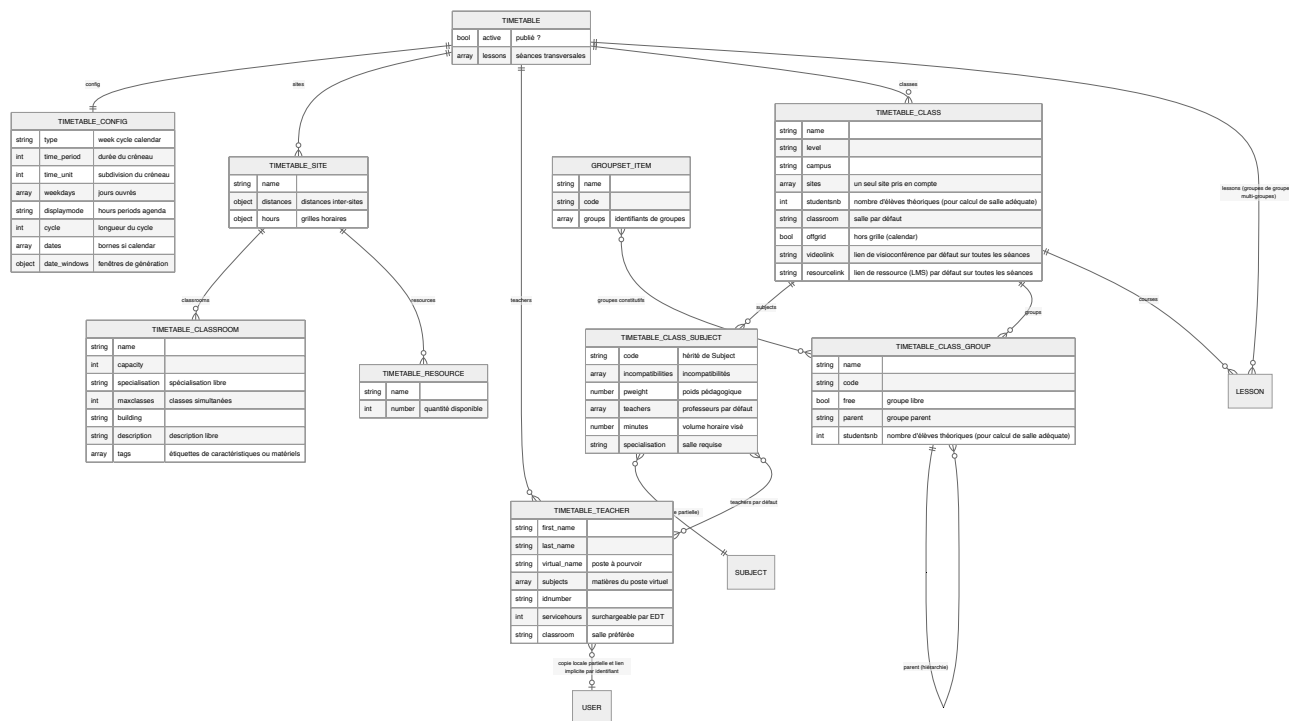 TIMETABLE
bool active publié ?
array lessons séances transversales
config
sites
classes
TIMETABLE_CONFIG
string type week cycle calendar
int time_period durée du créneau
int time_unit subdivision du créneau
array weekdays jours ouvrés
string displaymode hours periods agenda
int cycle longueur du cycle
array dates bornes si calendar
object date_windows fenêtres de génération
TIMETABLE_SITE
string name
object distances distances inter-sites
object hours grilles horaires
GROUPSET_ITEM
string name
string code
array groups identifiants de groupes
TIMETABLE_CLASS
string name
string level
string campus
array sites un seul site pris en compte
int studentsnb nombre d'élèves théoriques (pour calcul de salle adéquate)
string classroom salle par défaut
bool offgrid hors grille (calendar)
string videolink lien de visioconférence par défaut sur toutes les séances
string resourcelink lien de ressource (LMS) par défaut sur toutes les séances
lessons (groupes de groupe
multi-groupes)
classrooms
resources
teachers
groupes constitutifs
subjects
groups
courses
TIMETABLE_CLASSROOM
string name
int capacity
string specialisation spécialisation libre
int maxclasses classes simultanées
string building
string description description libre
array tags étiquettes de caractéristiques ou matériels
TIMETABLE_RESOURCE
string name
int number quantité disponible
TIMETABLE_CLASS_SUBJECT
string code hérité de Subject
array incompatibilities incompatibilités
number pweight poids pédagogique
array teachers professeurs par défaut
number minutes volume horaire visé
string specialisation salle requise
TIMETABLE_CLASS_GROUP
string name
string code
bool free groupe libre
string parent groupe parent
int studentsnb nombre d'élèves théoriques (pour calcul de salle adéquate)
LESSON
teachers par défaut
partielle)
TIMETABLE_TEACHER
string first_name
string last_name
string virtual_name poste à pourvoir
array subjects matières du poste virtuel
string idnumber
int servicehours surchargeable par EDT
string classroom salle préférée
SUBJECT
copie locale partielle et lien
implicite par identifiant
parent (hiérarchie)
USER